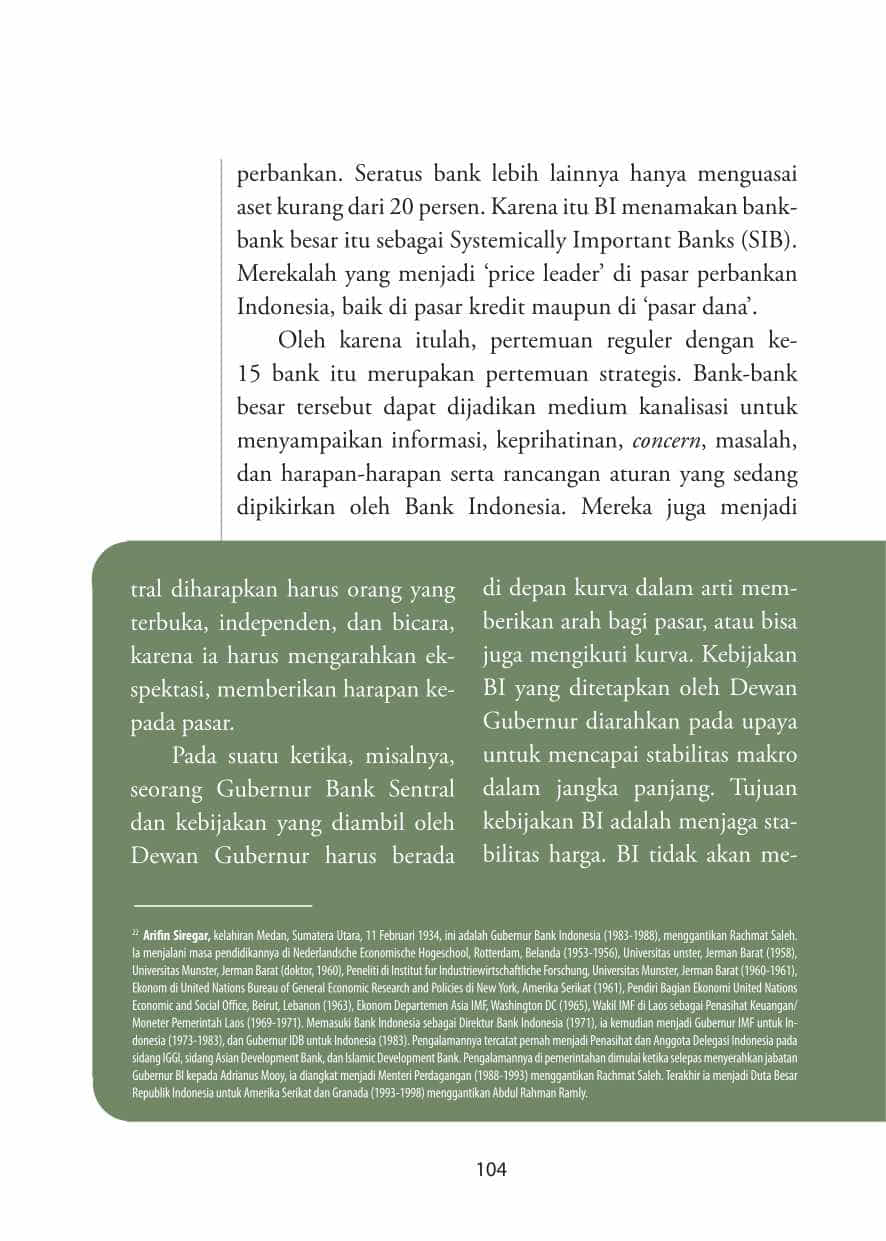 perbankan. Seratus bank lebih lainnya hanya menguasai
aset kurang dari 20 persen. Karena itu BI menamakan bank-
bank besar itu sebagai Systemically Important Banks (SIB).
Merekalah yang menjadi ‘price leader’ di pasar perbankan
Indonesia, baik di pasar kredit maupun di ‘pasar dana’.
Oleh karena itulah, pertemuan reguler dengan ke-
15 bank itu merupakan pertemuan strategis. Bank-bank
besar tersebut dapat dijadikan medium kanalisasi untuk
menyampaikan informasi, keprihatinan, concern, masalah,
dan harapan-harapan serta rancangan aturan yang sedang
dipikirkan oleh Bank Indonesia. Mereka juga menjadi
tral diharapkan harus orang yang
terbuka, independen, dan bicara,
karena ia harus mengarahkan ek-
spektasi, memberikan harapan ke-
pada pasar.
Pada suatu ketika, misalnya,
seorang Gubernur Bank Sentral
dan kebijakan yang diambil oleh
Dewan Gubernur harus berada
di depan kurva dalam arti mem-
berikan arah bagi pasar, atau bisa
juga mengikuti kurva. Kebijakan
BI yang ditetapkan oleh Dewan
Gubernur diarahkan pada upaya
untuk mencapai stabilitas makro
dalam jangka panjang. Tujuan
kebijakan BI adalah menjaga sta-
bilitas harga. BI tidak akan me-
22 Arifin Siregar, kelahiran Medan, Sumatera Utara, 11 Februari 1934, ini adalah Gubernur Bank Indonesia (1983-1988), menggantikan Rachmat Saleh.
Ia menjalani masa pendidikannya di Nederlandsche Economische Hogeschool, Rotterdam, Belanda (1953-1956), Universitas unster, Jerman Barat (1958),
Universitas Munster, Jerman Barat (doktor, 1960), Peneliti di Institut fur Industriewirtschaftliche Forschung, Universitas Munster, Jerman Barat (1960-1961),
Ekonom di United Nations Bureau of General Economic Research and Policies di New York, Amerika Serikat (1961), Pendiri Bagian Ekonomi United Nations
Economic and Social Office, Beirut, Lebanon (1963), Ekonom Departemen Asia IMF, Washington DC (1965), Wakil IMF di Laos sebagai Penasihat Keuangan/
Moneter Pemerintah Laos (1969-1971). Memasuki Bank Indonesia sebagai Direktur Bank Indonesia (1971), ia kemudian menjadi Gubernur IMF untuk In-
donesia (1973-1983), dan Gubernur IDB untuk Indonesia (1983). Pengalamannya tercatat pernah menjadi Penasihat dan Anggota Delegasi Indonesia pada
sidang IGGI, sidang Asian Development Bank, dan Islamic Development Bank. Pengalamannya di pemerintahan dimulai ketika selepas menyerahkan jabatan
Gubernur BI kepada Adrianus Mooy, ia diangkat menjadi Menteri Perdagangan (1988-1993) menggantikan Rachmat Saleh. Terakhir ia menjadi Duta Besar
Republik Indonesia untuk Amerika Serikat dan Granada (1993-1998) menggantikan Abdul Rahman Ramly.
104